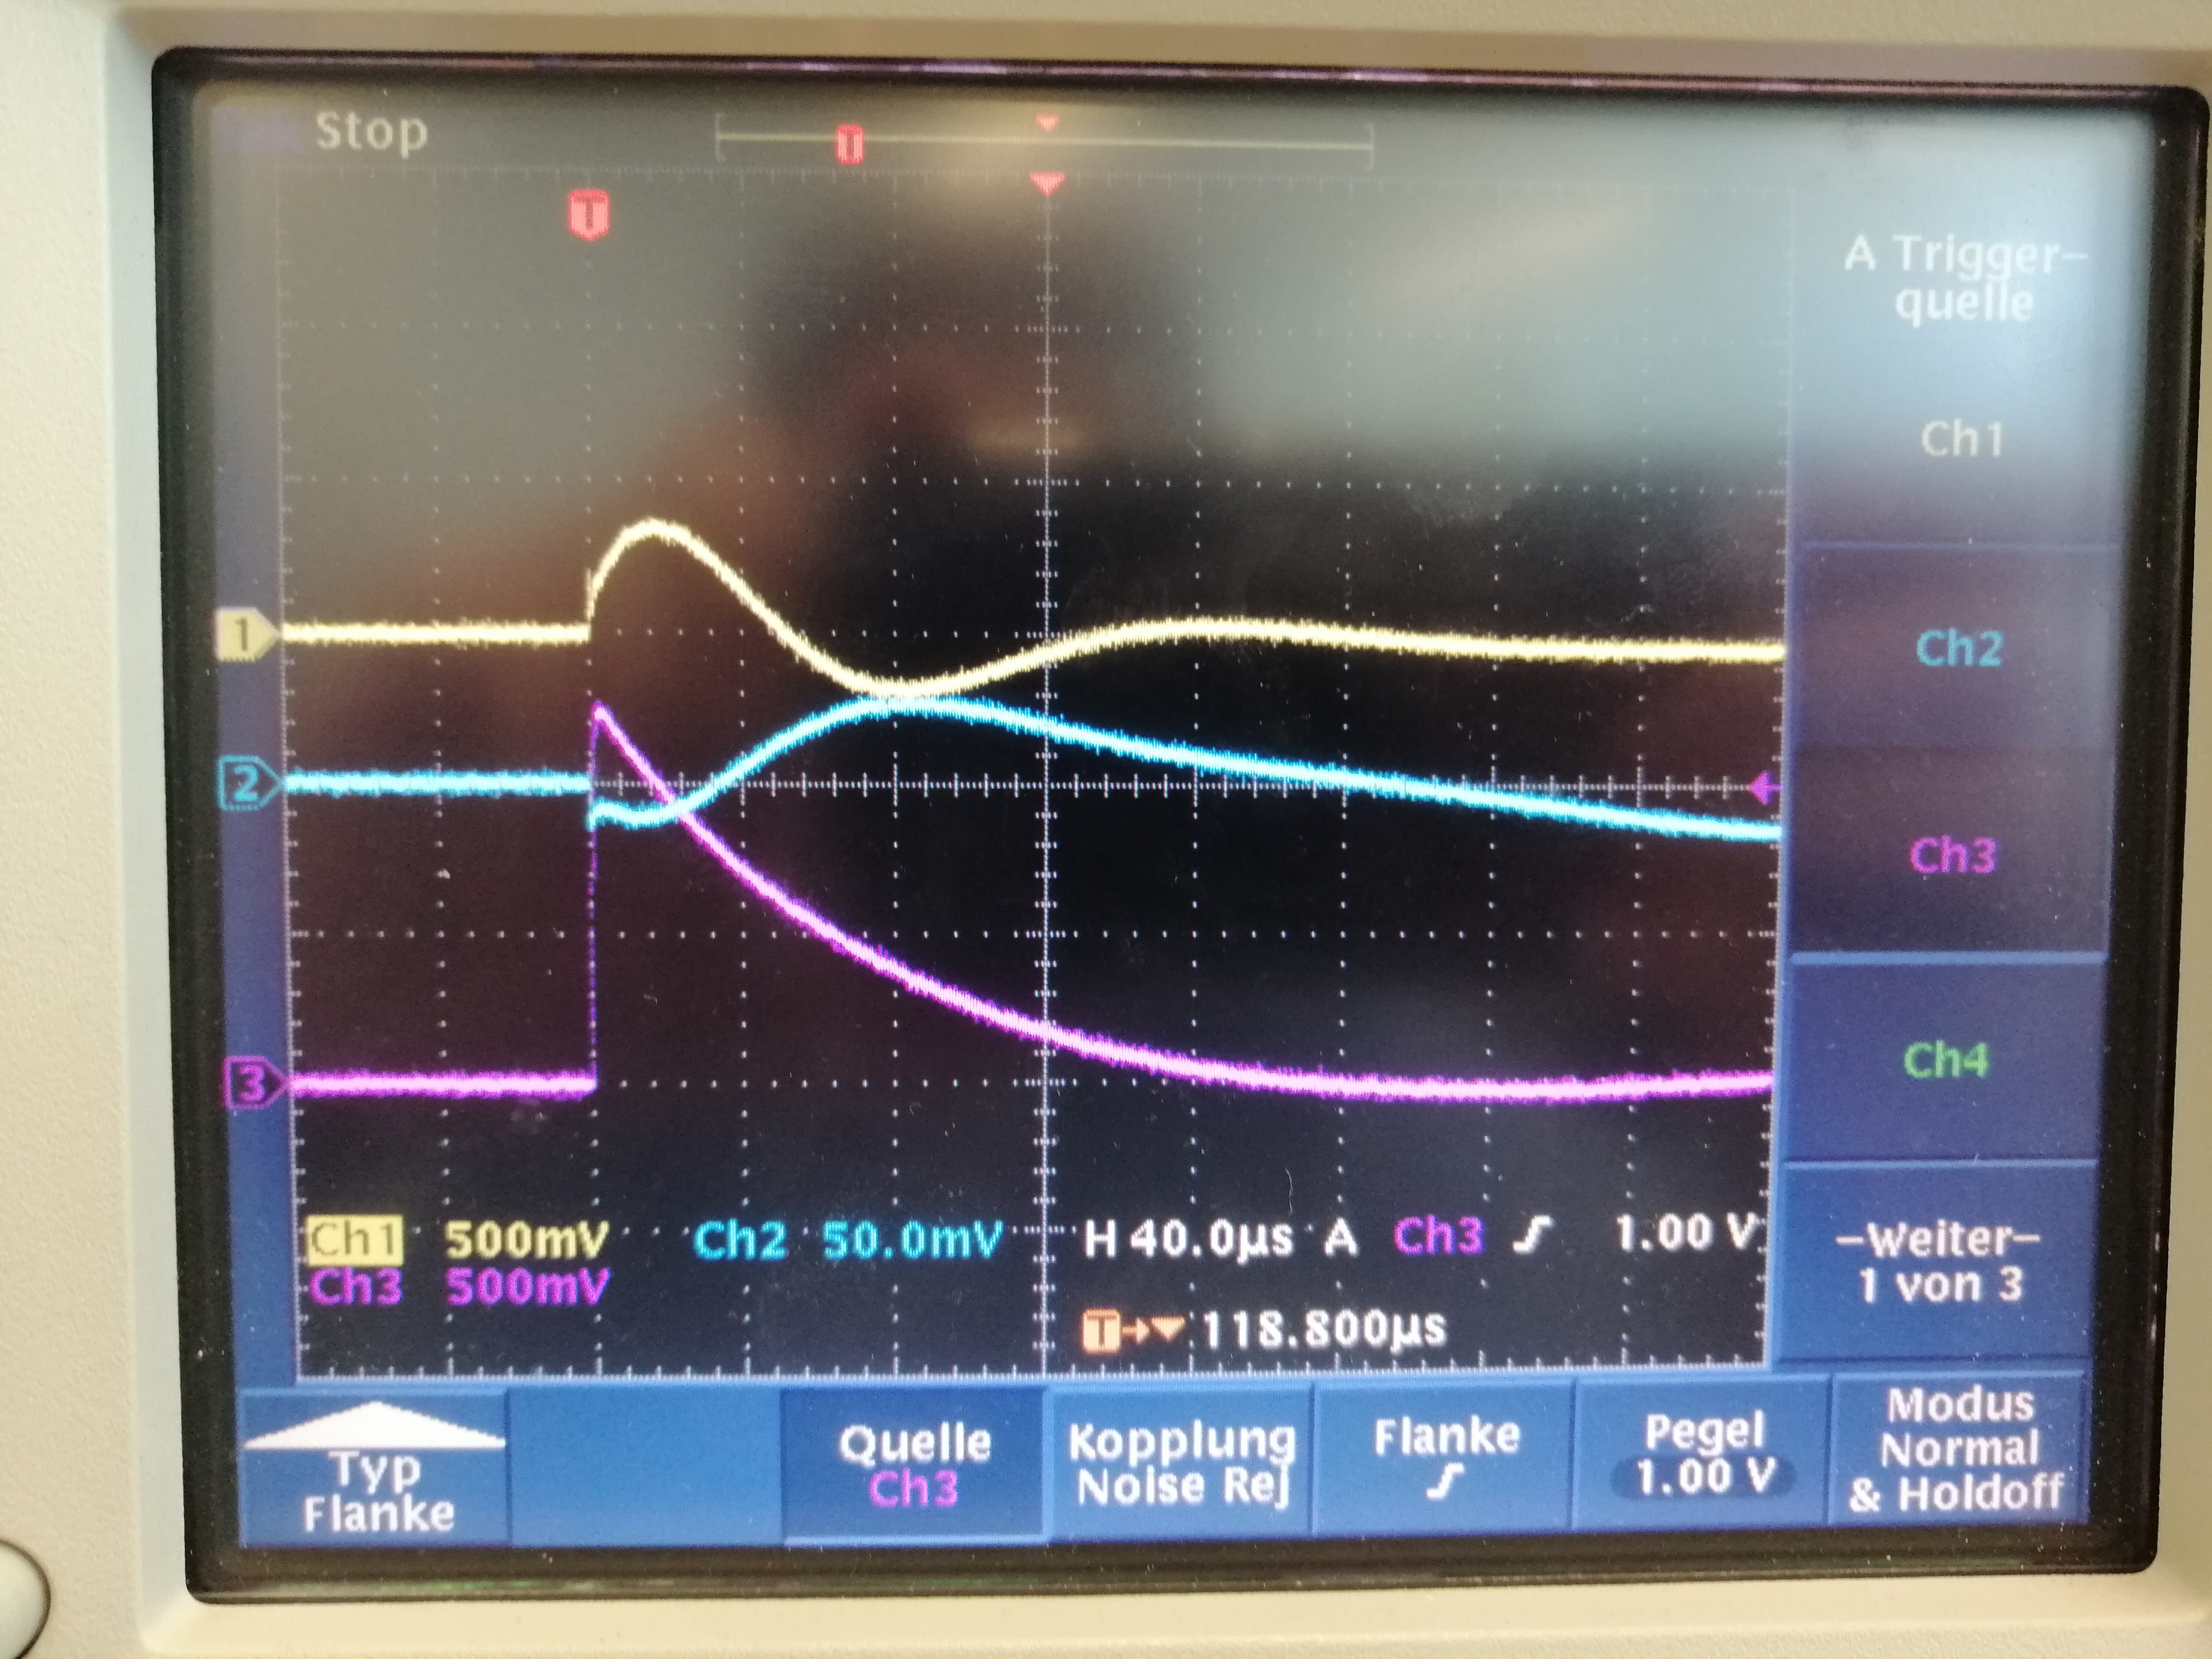 Stop
T
T
A Trigger-
quelle
Ch1
1
Ch2
2
Ch3
3
Ch4
Ch1 500mV Ch2 50.0mV H 40.0µs A Ch3 1.00 V
Ch3 500mV
T 118.800µs
-Weiter-
1 von 3
Typ
Flanke
Quelle
Ch3
Kopplung
Noise Rej
Flanke
Pegel
1.00 V
Modus
Normal
& Holdoff